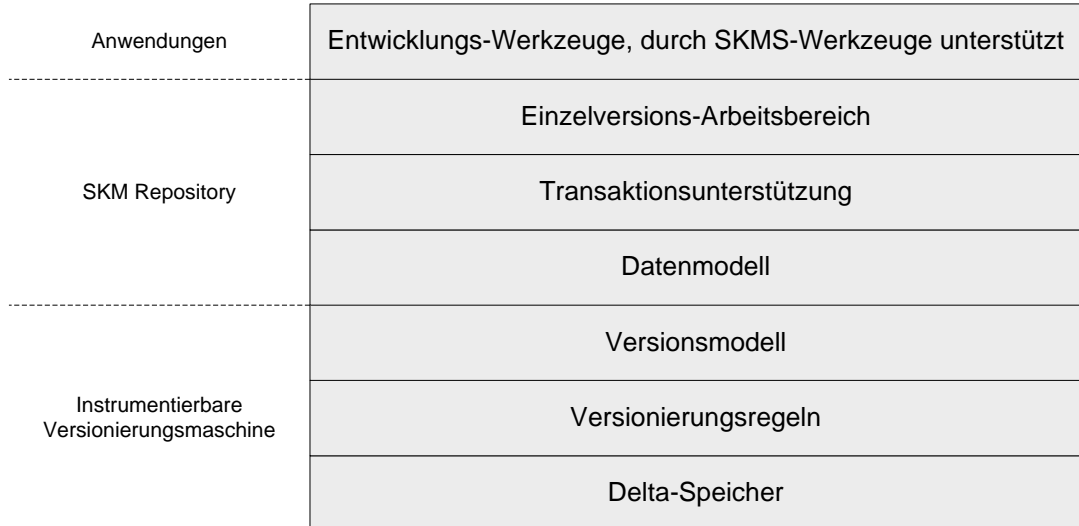 Anwendungen
Entwicklungs-Werkzeuge, durch SKMS-Werkzeuge unterstützt
SKM Repository
Einzelversions-Arbeitsbereich
Transaktionsunterstützung
Datenmodell
Instrumentierbare
Versionierungsmaschine
Versionsmodell
Versionierungsregeln
Delta-Speicher